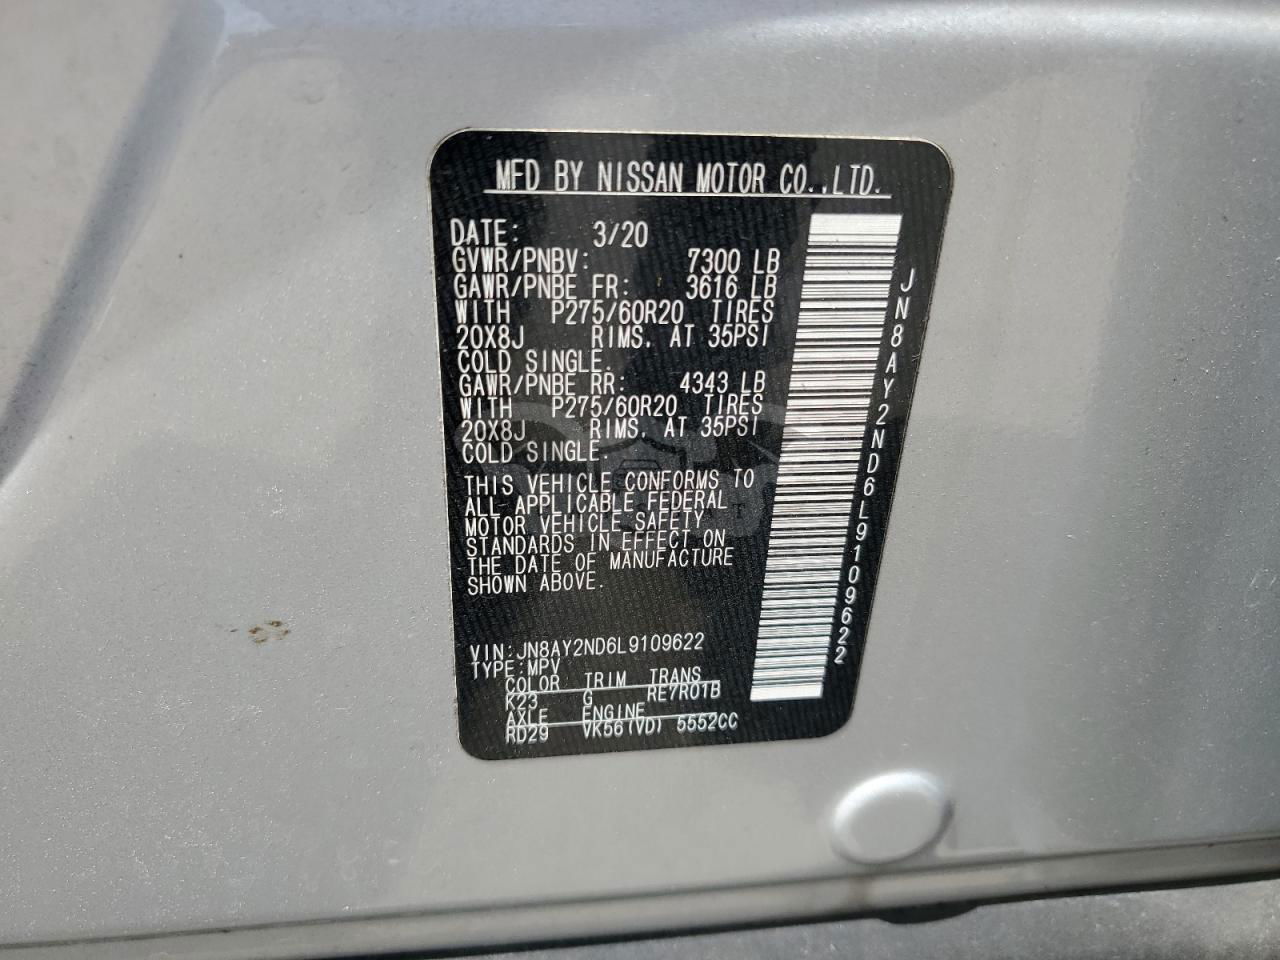 MFD BY NISSAN MOTOR CO.,LTD.
DATE: 3/20
GVWR/PNBV: 7300 LB
GAWR/PNBE FR: 3616 LB
WITH P275/60R20 TIRES
20X8J RIMS, AT 35PSI
COLD SINGLE.
GAWR/PNBE RR: 4343 LB
WITH P275/60R20 TIRES
20X8J RIMS, AT 35PSI
COLD SINGLE.
THIS VEHICLE CONFORMS TO
ALL APPLICABLE FEDERAL
MOTOR VEHICLE SAFETY
STANDARDS IN EFFECT ON
THE DATE OF MANUFACTURE
SHOWN ABOVE.
VIN:JN8AY2ND6L9109622
TYPE:MPV
COLOR TRIM TRANS
K23 G RE7R01B
AXLE ENGINE
RD29 VK56(VD) 5552CC
JN8AY2ND6L9109622